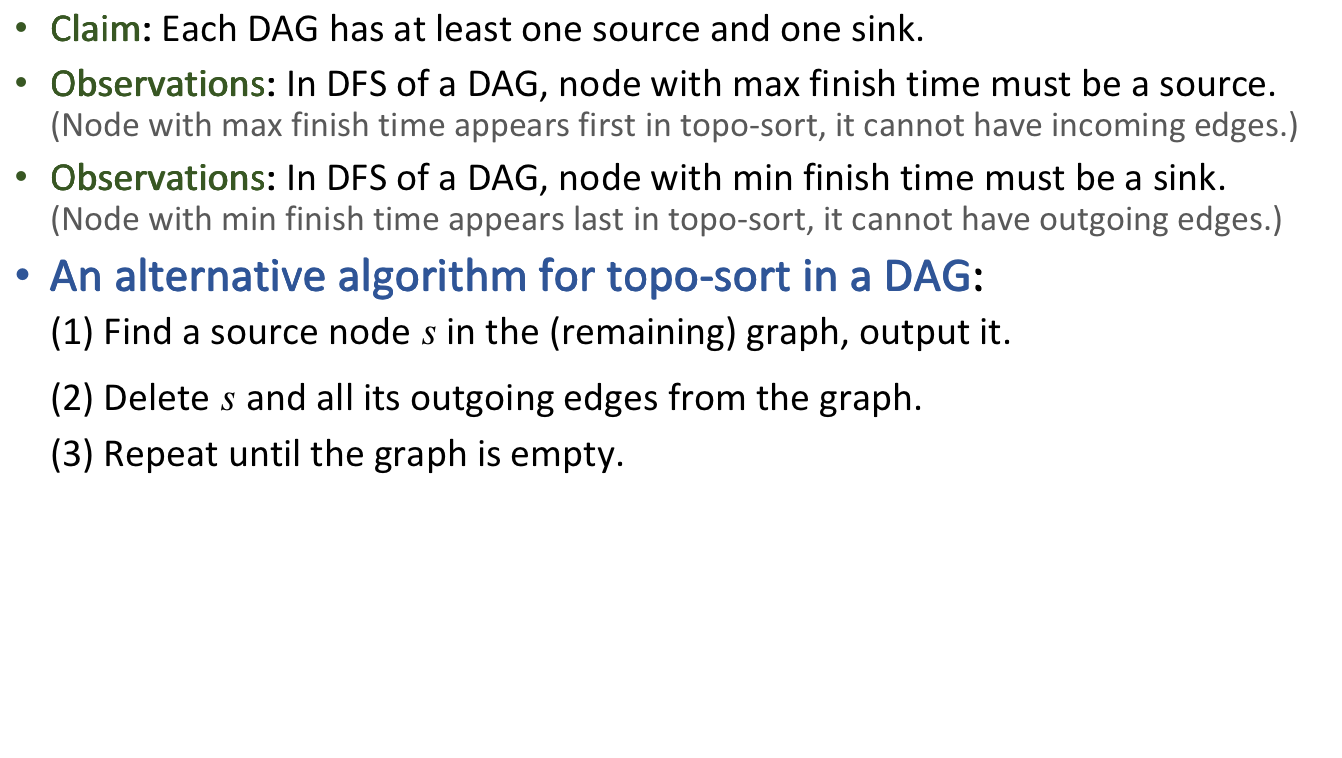 • Claim: Each DAG has at least one source and one sink.
• Observations: In DFS of a DAG, node with max finish time must be a source.
(Node with max finish time appears first in topo-sort, it cannot have incoming edges.)
• Observations: In DFS of a DAG, node with min finish time must be a sink.
(Node with min finish time appears last in topo-sort, it cannot have outgoing edges.)
• An alternative algorithm for topo-sort in a DAG:
(1) Find a source node s in the (remaining) graph, output it.
(2) Delete s and all its outgoing edges from the graph.
(3) Repeat until the graph is empty.